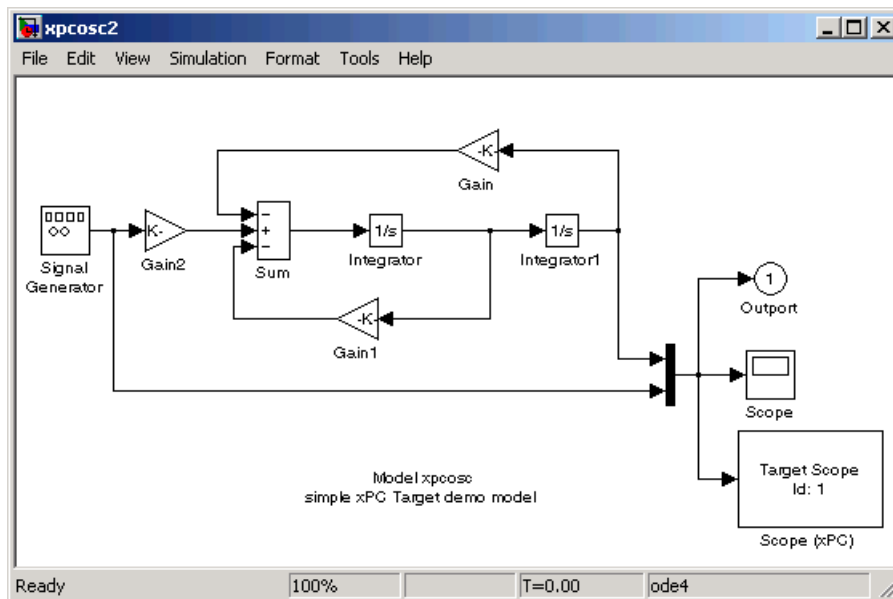 xpcosc2
File Edit View Simulation Format Tools Help
-K-
Gain
Signal
Generator
K-
Gain2
−
+
−
Sum
1/s
Integrator
1/s
Integrator1
-K-
Gain1
1
Outport
Scope
Target Scope
Id: 1
Scope (xPC)
Model xpcosc
simple xPC Target demo model
Ready 100% T=0.00 ode4